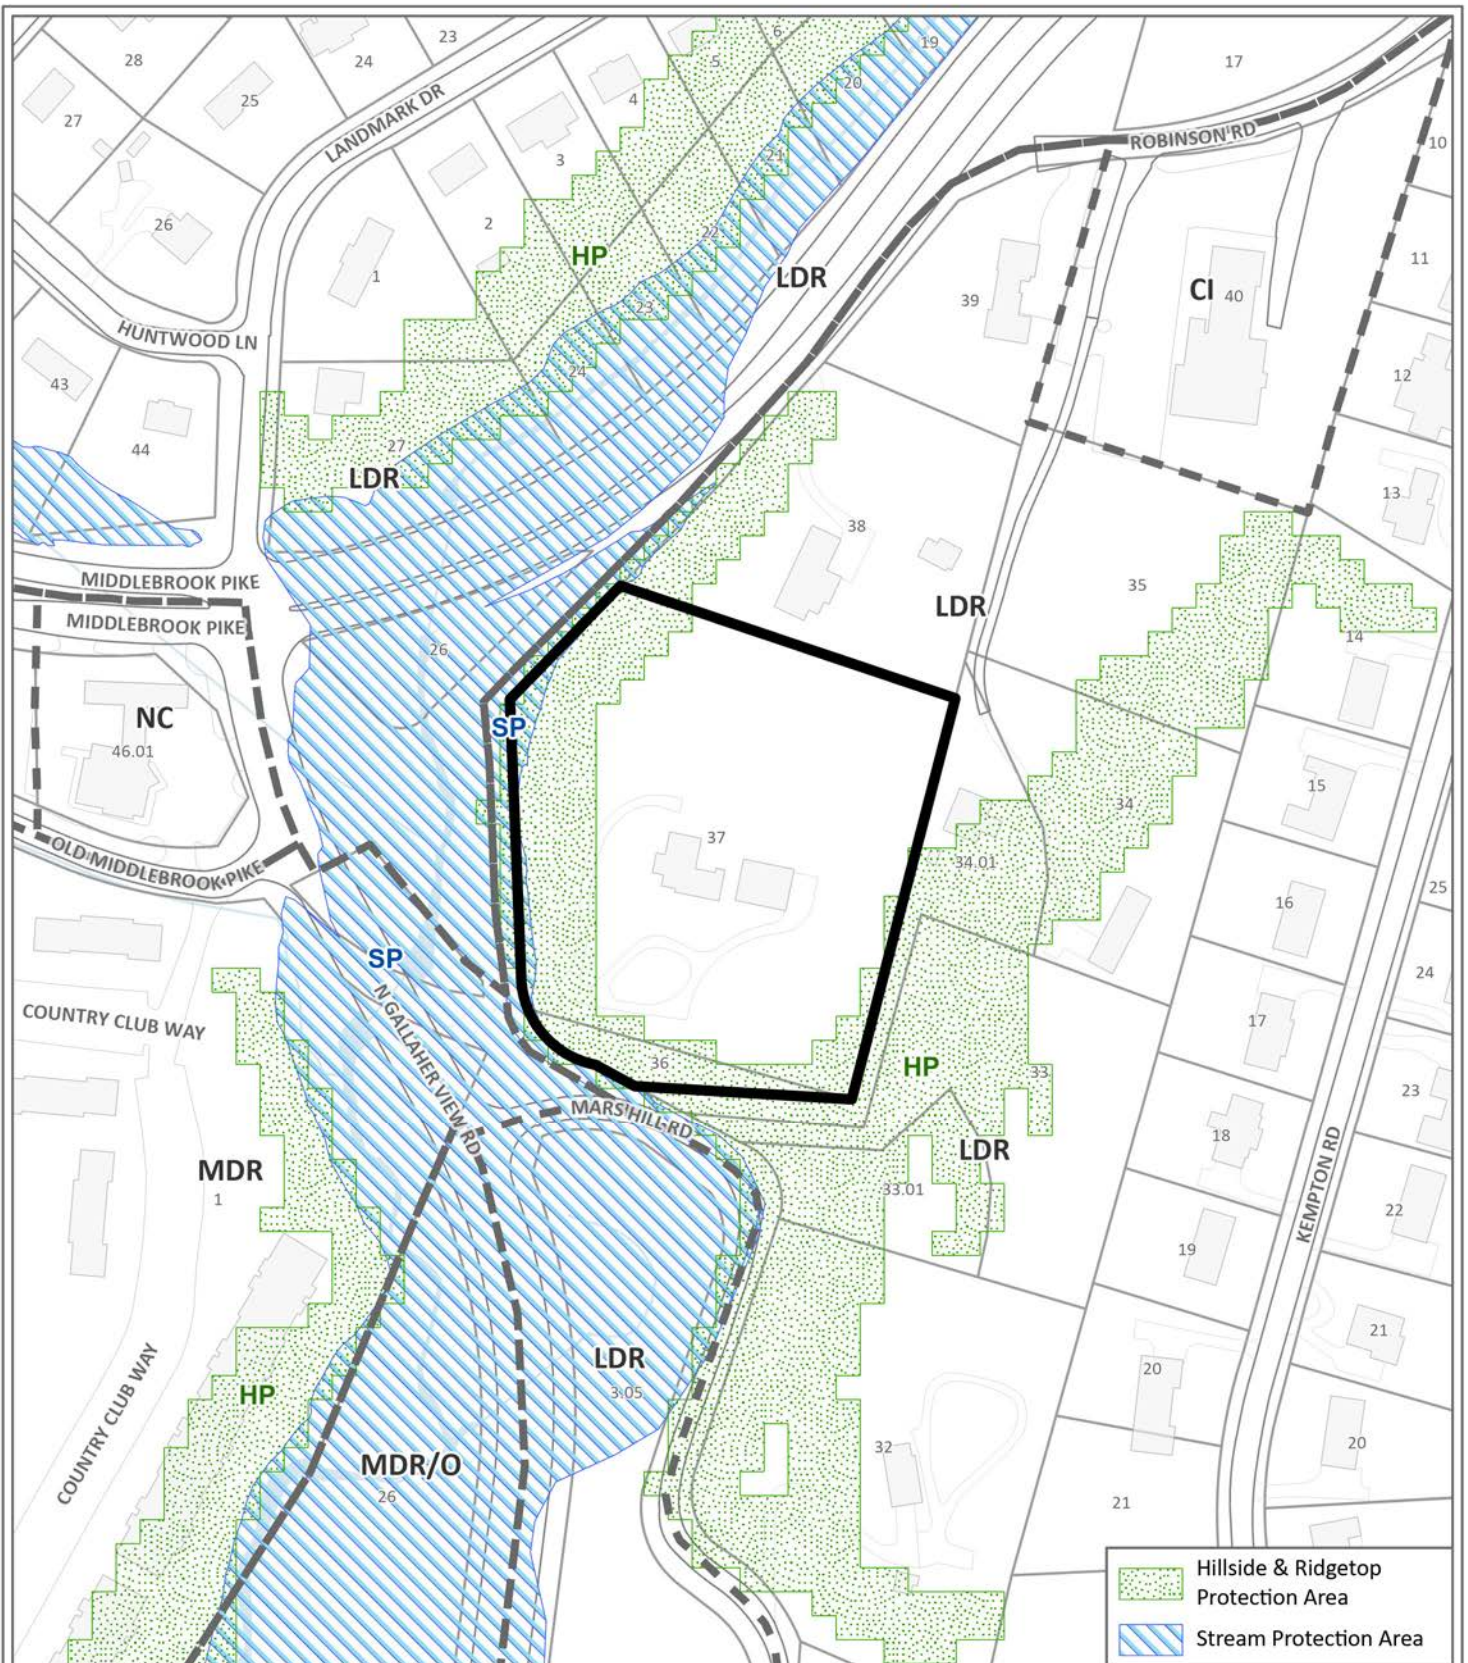 23
6
19
28
24
5
17
20
25
4
27
LANDMARK DR
ROBINSON RD
10
3
21
26
2
22
HP
11
1
LDR
CI
40
39
23
HUNTWOOD LN
24
43
12
27
44
LDR
13
38
MIDDLEBROOK PIKE
35
LDR
MIDDLEBROOK PIKE
14
26
NC
SP
46.01
15
34
37
OLD MIDDLEBROOK PIKE
34.01
25
16
SP
24
N GALLAHER VIEW RD
COUNTRY CLUB WAY
17
36
HP
33
23
MARS HILL RD
18
LDR
MDR
1
33.01
KEMPTON RD
22
19
21
LDR
20
3.05
HP
COUNTRY CLUB WAY
32
20
MDR/O
26
21
Hillside & Ridgetop
Protection Area
Stream Protection Area